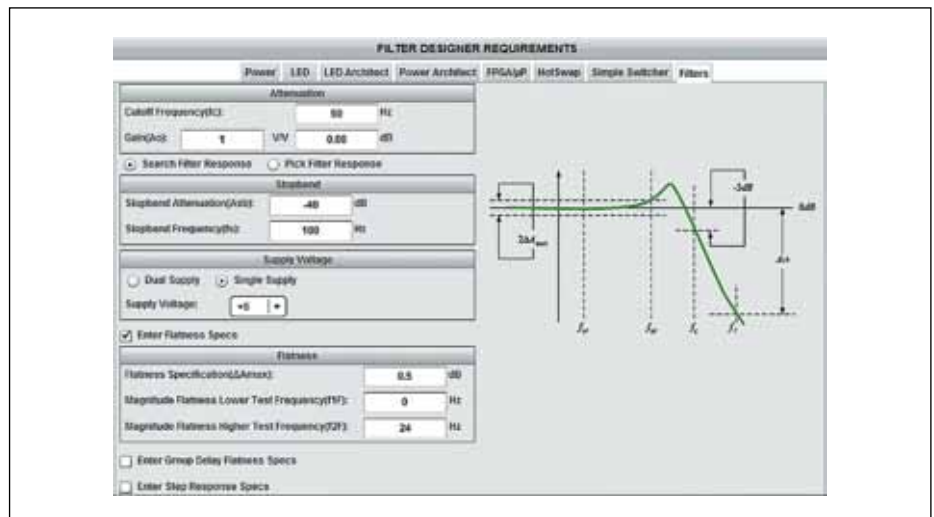 FILTER DESIGNER REQUIREMENTS
Power LED LED Architect Power Architect FPGA/µP HotSwap Simple Switcher Filters
Attenuation
Cutoff Frequency(fc): 50 Hz
Gain(Ao): 1 V/V 0.00 dB
Search Filter Response Pick Filter Response
Stopband
Stopband Attenuation(Asb): -40 dB
Stopband Frequency(fs): 100 Hz
Supply Voltage
Dual Supply Single Supply
Supply Voltage: +5
Enter Flatness Specs
Flatness
Flatness Specification(ΔAmax): 0.5 dB
Magnitude Flatness Lower Test Frequency(f1F): 0 Hz
Magnitude Flatness Higher Test Frequency(f2F): 24 Hz
Enter Group Delay Flatness Specs
Enter Step Response Specs
-3dB
0dB